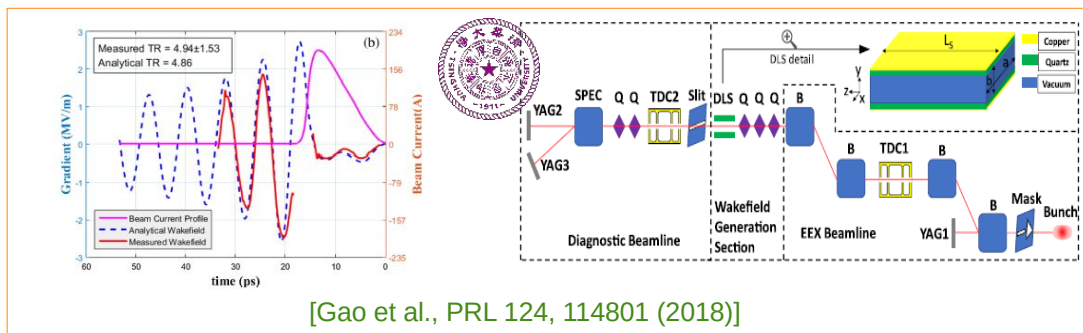 Measured TR = 4.94±1.53
Analytical TR = 4.86
(b)
3
2
1
0
-1
-2
-3
Gradient (MV/m)
234
156
78
0
-79
-157
-235
Beam Current(A)
Beam Current Profile
Analytical Wakefield
Measured Wakefield
60
50
40
30
20
10
0
time (ps)
TSINGHUA UNIVERSITY
-1911-
DLS detail
y
z
x
Ls
a
b
Copper
Quartz
Vacuum
YAG2
SPEC
Q Q
TDC2
Slit
DLS
Q Q Q
B
YAG3
B
TDC1
B
YAG1
B
Mask
Bunch
Diagnostic Beamline
Wakefield
Generation
Section
EEX Beamline
[Gao et al., PRL 124, 114801 (2018)]